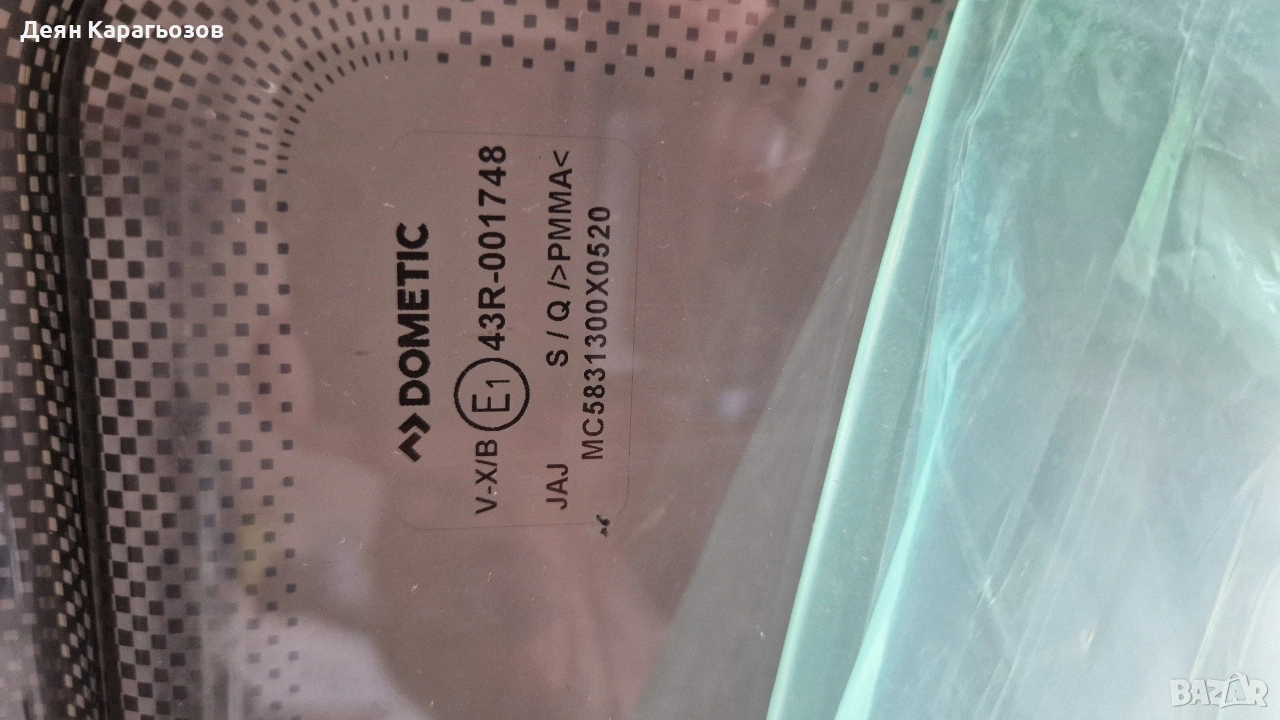 Деян Карагьозов
DOMETIC
V-X/B E1 43R-001748
JAJ S / Q />PMMA<
MC5831300X0520
BAZAR